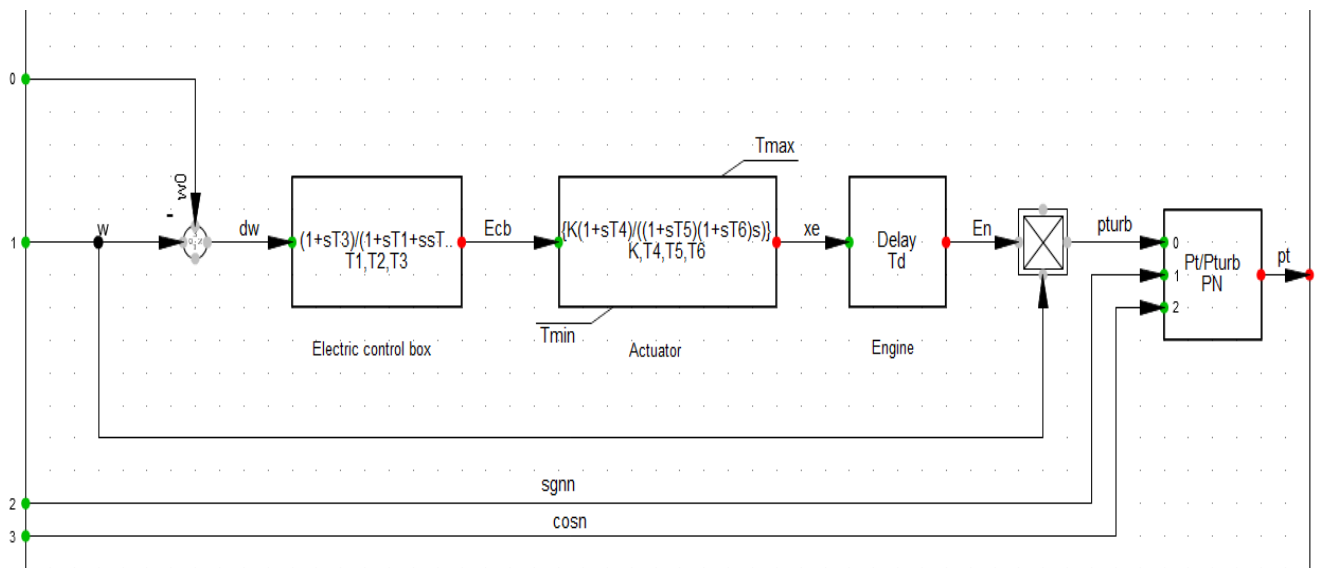 0
Tmax
w0
-
1
w
dw
(1+sT3)/(1+sT1+ssT..
T1,T2,T3
Ecb
{K(1+sT4)/((1+sT5)(1+sT6)s)}
K,T4,T5,T6
xe
Delay
Td
En
pturb
0
1
2
Pt/Pturb
PN
pt
Tmin
Electric control box
Actuator
Engine
sgnn
2
cosn
3